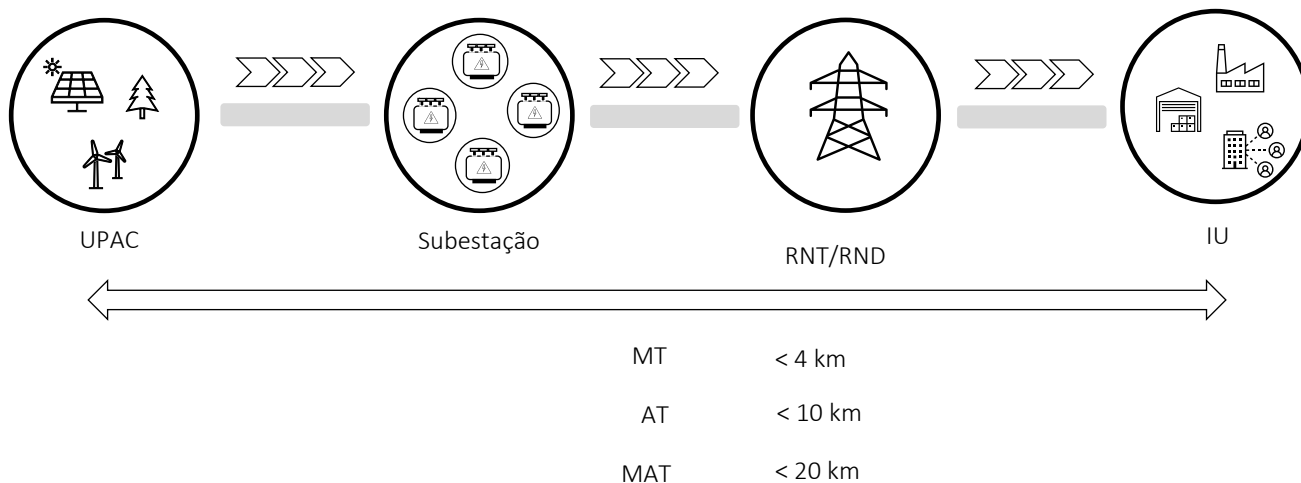 UPAC
Subestação
RNT/RND
IU
MT < 4 km
AT < 10 km
MAT < 20 km